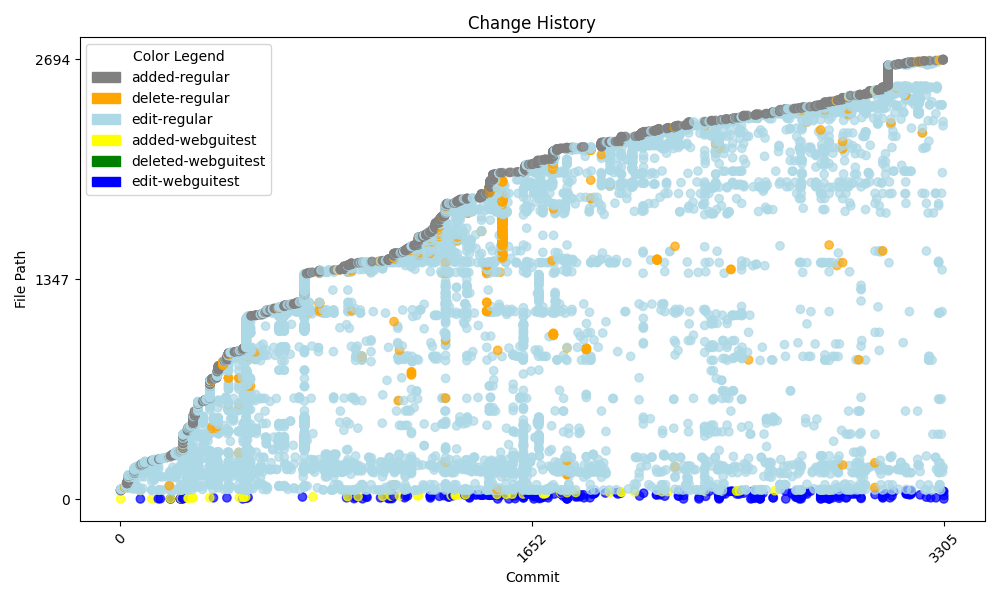 Change History
Color Legend
added-regular
delete-regular
edit-regular
added-webguitest
deleted-webguitest
edit-webguitest
File Path
2694
1347
0
0
1652
3305
Commit